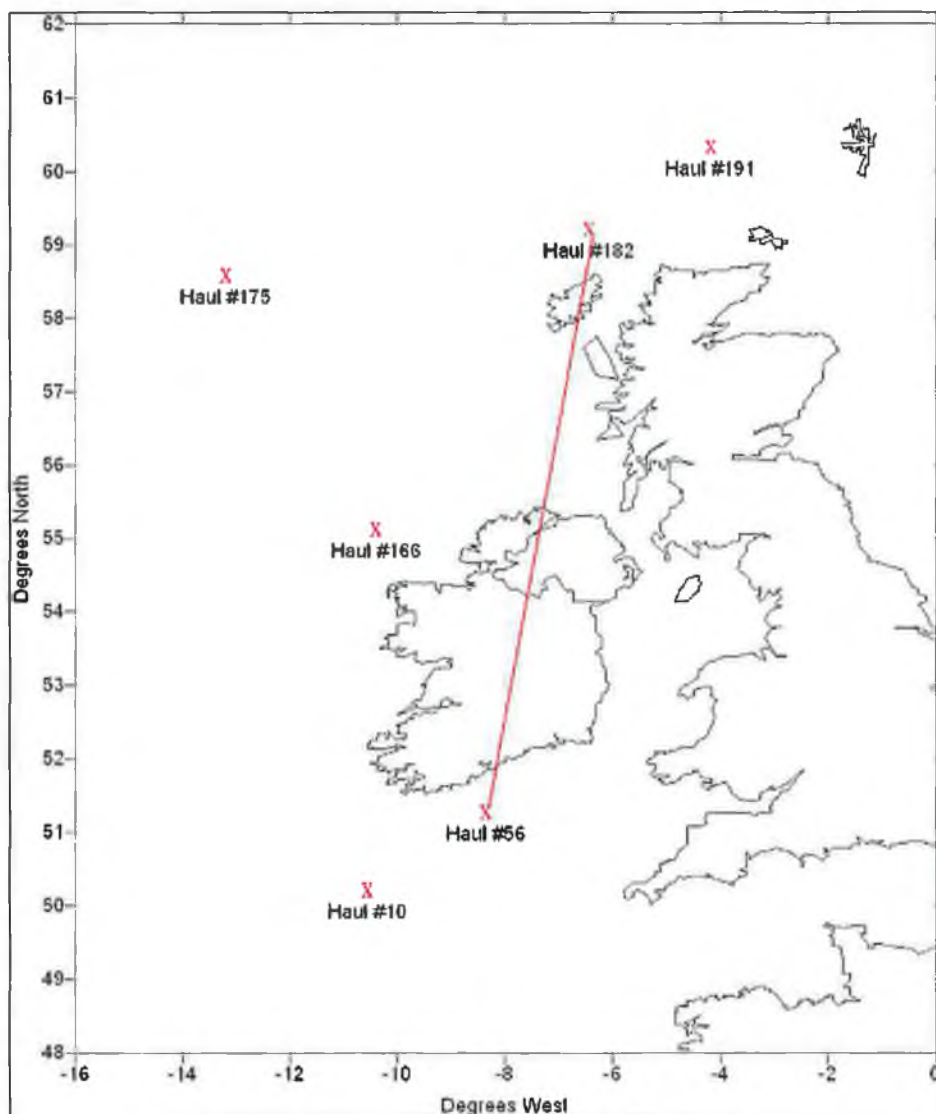 62
61
60
59
58
57
56
55
54
53
52
51
50
49
48
Degrees North
Haul #191
Haul #182
Haul #175
Haul #166
Haul #56
Haul #10
-16 -14 -12 -10 -8 -6 -4 -2 0
Degrees West